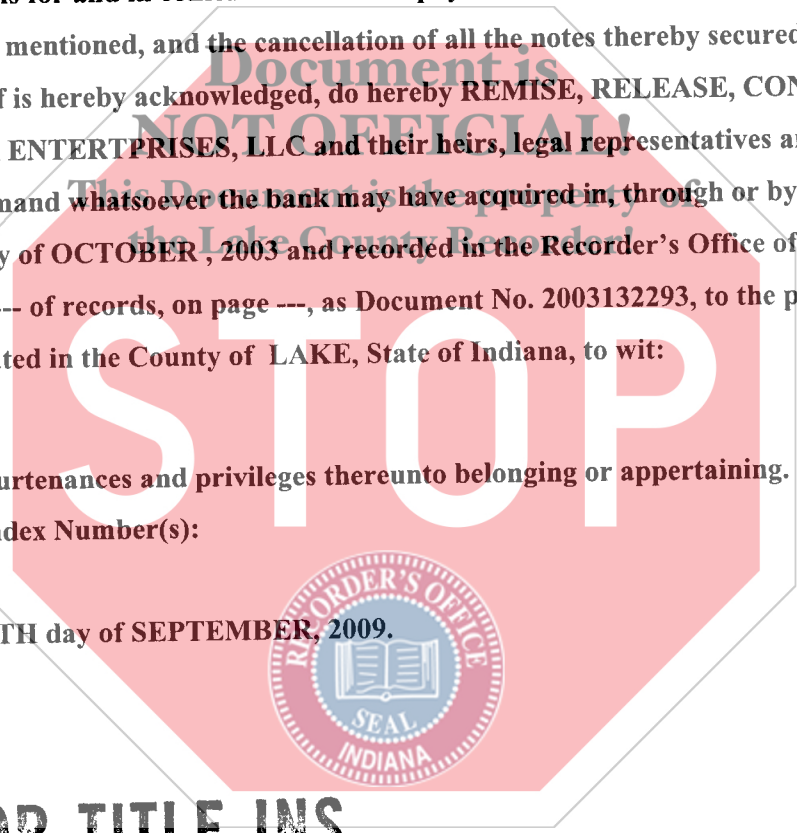 mentioned, and the cancellation of all the notes thereby secured
Document is
f is hereby acknowledged, do hereby REMISE, RELEASE, CON
NOT OFFICIAL!
ENTERTPRISES, LLC and their heirs, legal representatives a
This Document is the property of
mand whatsoever the bank may have acquired in, through or by
the Lake County Recorder!
y of OCTOBER , 2003 and recorded in the Recorder's Office of
-- of records, on page ---, as Document No. 2003132293, to the p
ted in the County of LAKE, State of Indiana, to wit:
STOP
urtenances and privileges thereunto belonging or appertaining.
ndex Number(s):
TH day of SEPTEMBER, 2009.
RECORDER'S OFFICE
SEAL
INDIANA
TITLE INS